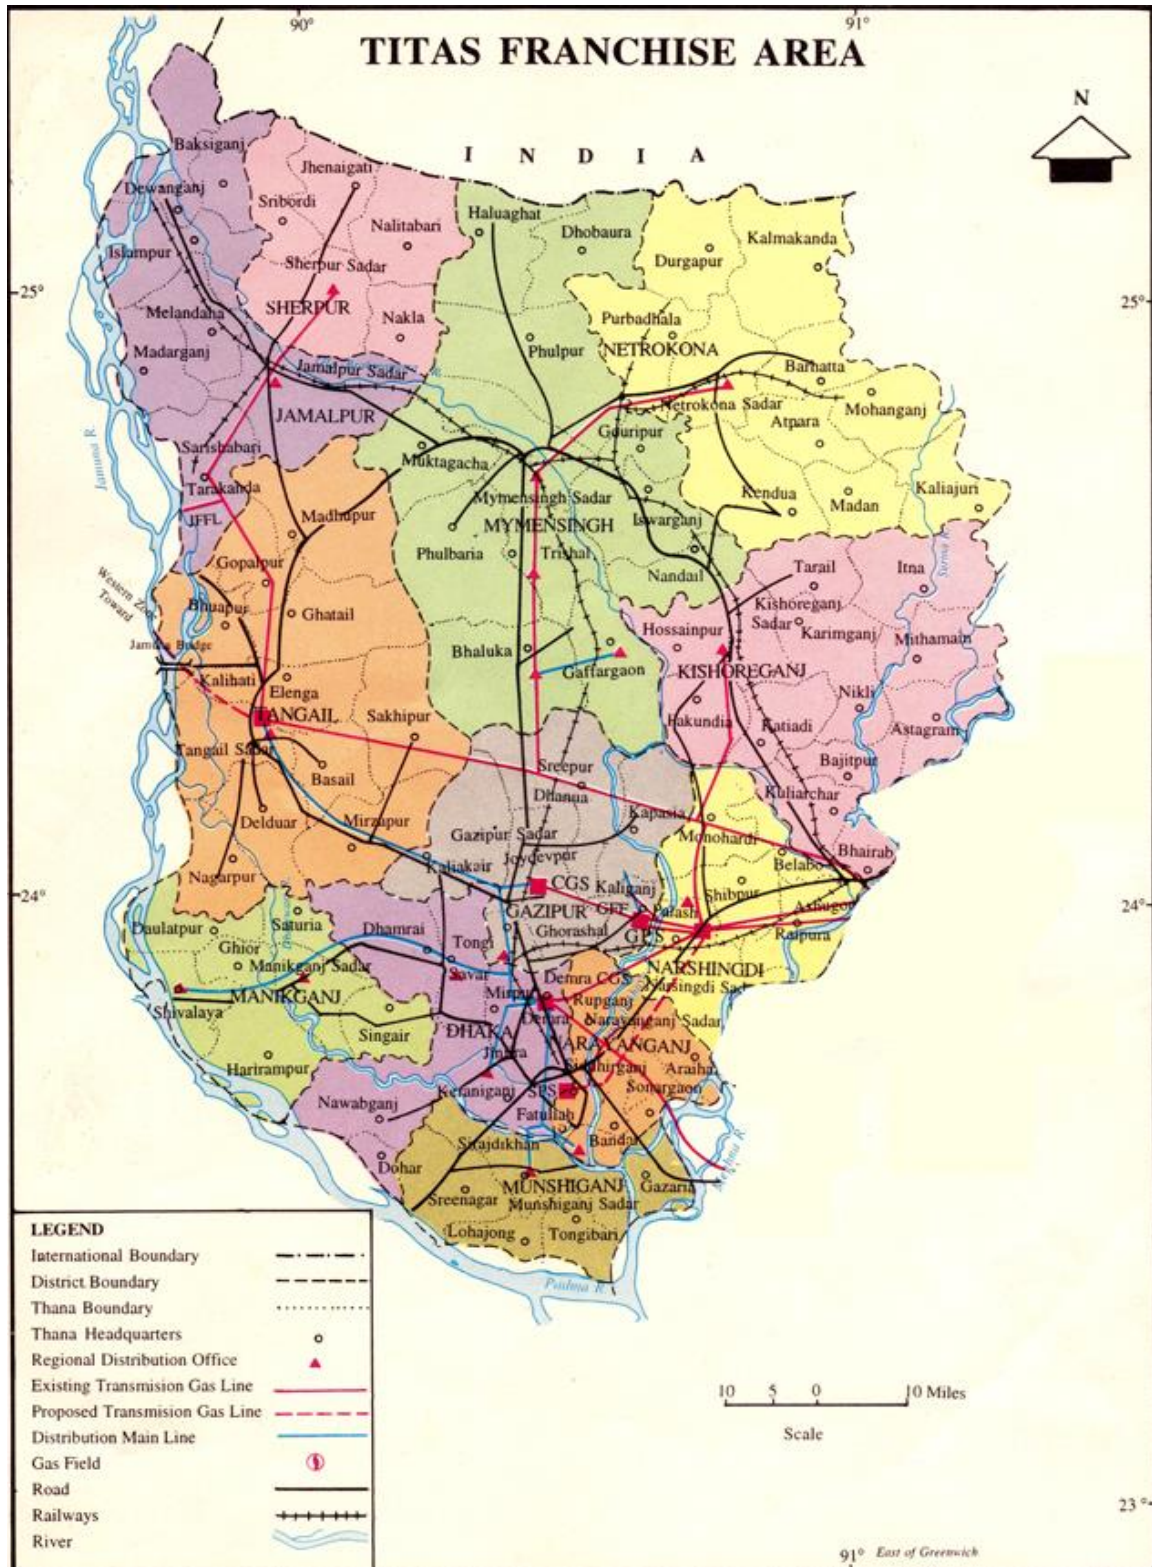 90°
91°
TITAS FRANCHISE AREA
N
I N D I A
Baksiganj
Jhenaigati
Dewanganj
Sribordi
Haluaghat
Nalitabari
Dhobaura
Kalmakanda
Islampur
Durgapur
Sherpur Sadar
25°
25°
SHERPUR
Melandaha
Nakla
Purbadhala
Madarganj
Phulpur
NETROKONA
Jamalpur Sadar
Barhatta
JAMALPUR
Netrokona Sadar
Mohanganj
Atpara
Gouripur
Jamuna R.
Sarishabari
Muktagacha
Tarakanda
Mymensingh Sadar
Kendua
Madan
Kaliajuri
JFFL
Madhupur
MYMENSINGH
Iswarganj
Phulbaria
Trishal
Surma R.
Gopalpur
Nandail
Tarail
Itna
Western Zone
Toward
Bhuapur
Ghatail
Kishoreganj
Sadar
Karimganj
Hossainpur
Mithamain
Jamuna Bridge
Bhaluka
Gaffargaon
KISHOREGANJ
Kalihati
Elenga
Nikli
TANGAIL
Sakhipur
Pakundia
Katiadi
Astagram
Tangail Sadar
Basail
Sreepur
Bajitpur
Dhanua
Kuliarchar
Delduar
Mirzapur
Gazipur Sadar
Kapasia
Monohardi
Joydevpur
Bhairab
Kaliakair
Belabo
Nagarpur
CGS
Kaliganj
Shibpur
24°
24°
GAZIPUR
GFF
Palash
Ashugonj
Daulatpur
Saturia
Dhamrai
Tongi
Ghorashal
GPS
Raipura
Ghior
Manikganj Sadar
Savar
Demra CGS
NARSHINGDI
Narsingdi Sad
MANIKGANJ
Mirpur
Rupganj
Shivalaya
Demra
Narayanganj Sadar
Singair
DHAKA
NARAYANGANJ
Jinjira
Harirampur
Siddhirganj
Araiha
Keraniganj
SPS
Sonargaon
Nawabganj
Fatullah
Sirajdikhan
Bandar
Meghna R.
Dohar
MUNSHIGANJ
Gazaria
Sreenagar
Munshiganj Sadar
Lohajong
Tongibari
Padma R.
LEGEND
International Boundary
District Boundary
Thana Boundary
Thana Headquarters
Regional Distribution Office
Existing Transmision Gas Line
Proposed Transmision Gas Line
Distribution Main Line
Gas Field
Road
Railways
River
10 5 0 10 Miles
Scale
23°
91° East of Greenwich